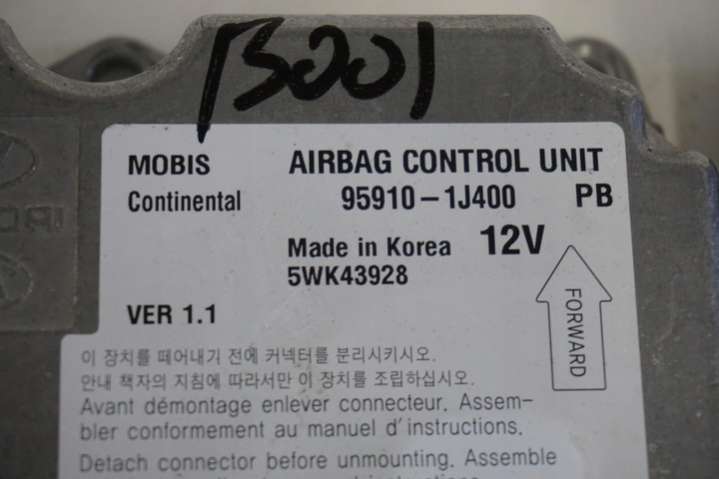 B001
MOBIS AIRBAG CONTROL UNIT
Continental 95910-1J400 PB
Made in Korea 12V
5WK43928
VER 1.1
FORWARD
이 장치를 떼어내기 전에 커넥터를 분리시키시오.
안내 책자의 지침에 따라서만 이 장치를 조립하십시오.
Avant démontage enlever connecteur. Assem-
bler conformement au manuel d'instructions.
Detach connector before unmounting. Assemble